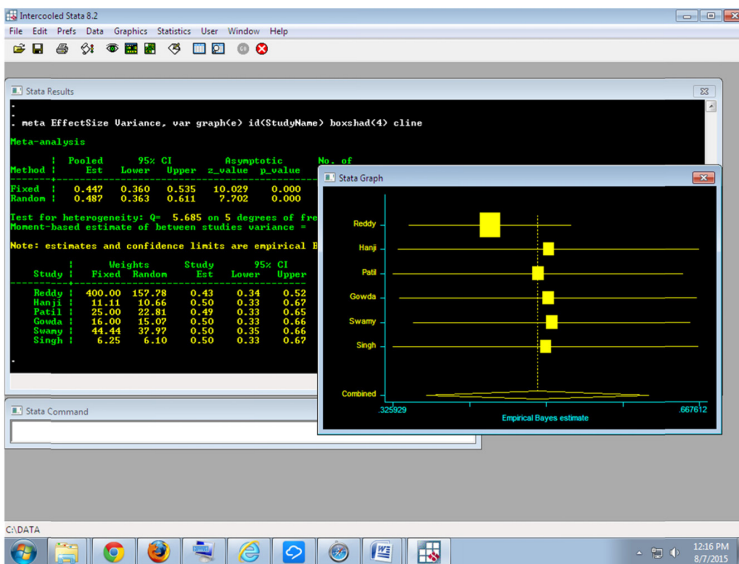 Intercooled Stata 8.2
File Edit Prefs Data Graphics Statistics User Window Help
Stata Results
.
. meta EffectSize Variance, var graph(e) id(StudyName) boxshad(4) cline
Meta-analysis
| Pooled 95% CI Asymptotic No. of
Method | Est Lower Upper z_value p_value
Fixed | 0.447 0.360 0.535 10.029 0.000
Random | 0.487 0.363 0.611 7.702 0.000
Test for heterogeneity: Q= 5.685 on 5 degrees of fre
Moment-based estimate of between studies variance =
Note: estimates and confidence limits are empirical B
| Weights Study 95% CI
Study | Fixed Random Est Lower Upper
Reddy | 400.00 157.78 0.43 0.34 0.52
Hanji | 11.11 10.66 0.50 0.33 0.67
Patil | 25.00 22.81 0.49 0.33 0.65
Gowda | 16.00 15.07 0.50 0.33 0.66
Swamy | 44.44 37.97 0.50 0.35 0.66
Singh | 6.25 6.10 0.50 0.33 0.67
.
Stata Graph
Reddy
Hanji
Patil
Gowda
Swamy
Singh
Combined
.325929 .667612
Empirical Bayes estimate
Stata Command
C:\DATA
12:16 PM
8/7/2015